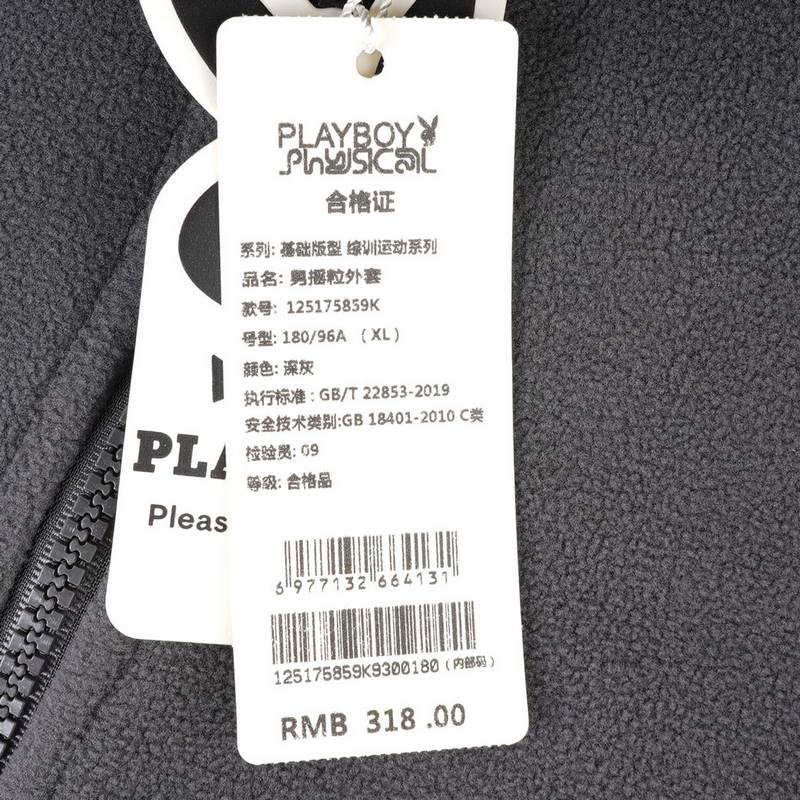 PLAYBOY
PhySICAL
合格证
系列: 基础版型 综训运动系列
品名: 男摇粒外套
款号: 125175859K
号型: 180/96A （XL）
颜色: 深灰
执行标准: GB/T 22853-2019
安全技术类别:GB 18401-2010 C类
检验员: 09
等级: 合格品
6 977132 664131
125175859K9300180 (内部码)
RMB 318.00
PLA
Pleas